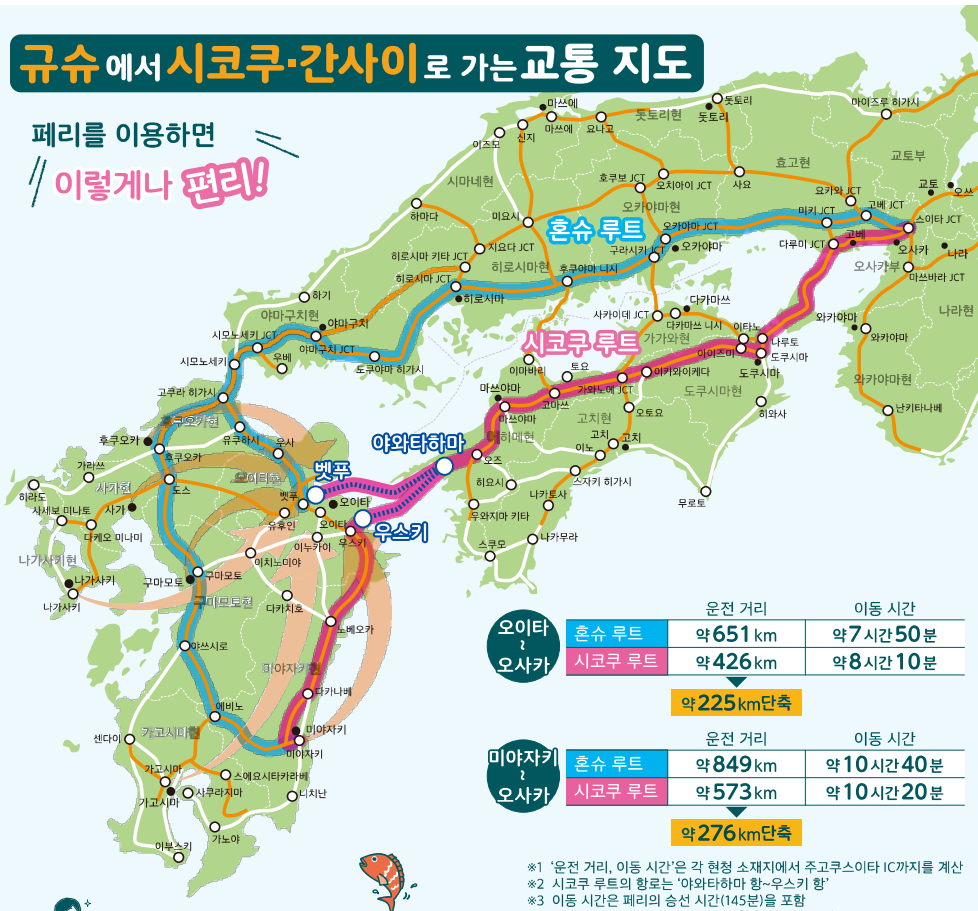 규슈에서 시코쿠·간사이로 가는 교통 지도
페리를 이용하면
이렇게나 편리!
마쓰에
돗토리
마이즈루 히가시
신지
마쓰에
요나고
돗토리현
돗토리
이즈모
교토부
시마네현
호쿠보 JCT
오치아이 JCT
사요
효고현
요카와 JCT
교토
오쓰
하마다
미요시
오카야마현
미키 JCT
고베 JCT
스이타 JCT
혼슈 루트
오카야마 JCT
지요다 JCT
구라시키 JCT
오카야마
다루미 JCT
고베
오사카
나라
히로시마 키타 JCT
히로시마현
후쿠야마 니시
오사카부
마쓰바라 JCT
히로시마 JCT
히로시마
하기
야마구치현
야마구치
사카이데 JCT
다카마쓰
다카마쓰 니시
와카야마
나라현
시모노세키 JCT
가가와현
이타노
나루토
와카야마
시코쿠 루트
아이즈미
도쿠시마
시모노세키
우베
야마구치 JCT
도쿠야마 히가시
이마바리
토요
이카와이케다
도쿠시마
고쿠라 히가시
마쓰야마
가와노에 JCT
도쿠시마현
와카야마현
후쿠오카현
마쓰야마
고마쓰
고치현
오토요
히와사
난키타나베
후쿠오카
유쿠하시
우사
야와타하마
에히메현
고치
고치
후쿠오카
벳푸
오즈
이노
가라쓰
오이타현
히요시
스자키 히가시
히라도
사가현
도스
벳푸
오이타
나카토사
무로토
사세보 미나토
사가
유후인
오이타
우스키
우와지마 키타
다케오 미나미
이누카이
우스키
나가사키현
이치노미야
스쿠모
나카무라
나가사키
구마모토
구마모토
나가사키
구마모토현
다카치호
노베오카
야쓰시로
미야자키현
다카나베
에비노
미야자키
가고시마현
미야자키
센다이
가고시마
스에요시타카라베
사쿠라지마
니치난
가고시마
가노야
이부스키
운전 거리 이동 시간
오이타~오사카
혼슈 루트 약651km 약7시간50분
시코쿠 루트 약426km 약8시간10분
약225km단축
운전 거리 이동 시간
미야자키~오사카
혼슈 루트 약849km 약10시간40분
시코쿠 루트 약573km 약10시간20분
약276km단축
※1 ‘운전 거리, 이동 시간’은 각 현청 소재지에서 주고쿠스이타 IC까지를 계산
※2 시코쿠 루트의 항로는 ‘야와타하마 항~우스키 항’
※3 이동 시간은 페리의 승선 시간(145분)을 포함